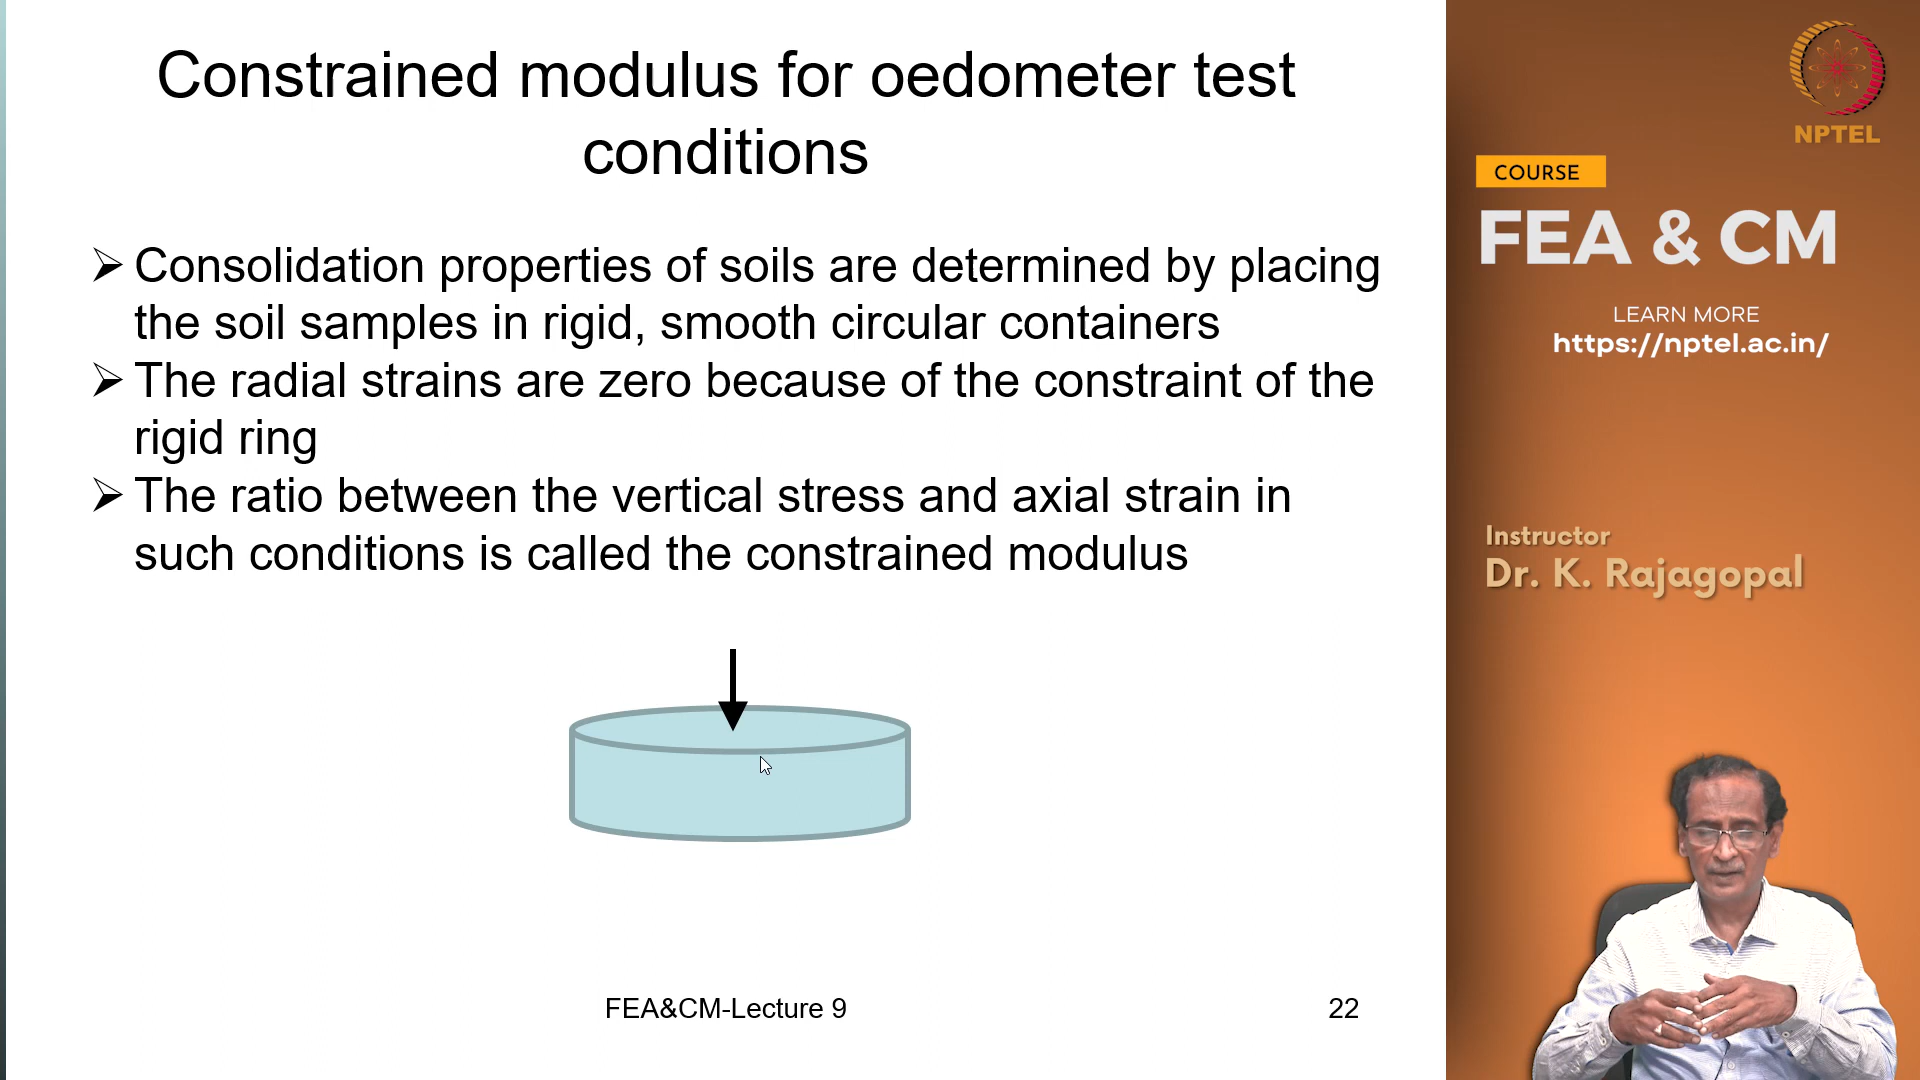 Constrained modulus for oedometer test
conditions
➢ Consolidation properties of soils are determined by placing
the soil samples in rigid, smooth circular containers
➢ The radial strains are zero because of the constraint of the
rigid ring
➢ The ratio between the vertical stress and axial strain in
such conditions is called the constrained modulus
FEA&CM-Lecture 9
22
NPTEL
COURSE
FEA & CM
LEARN MORE
https://nptel.ac.in/
Instructor
Dr. K. Rajagopal